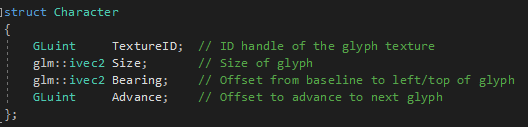 struct Character
{
    GLuint     TextureID;  // ID handle of the glyph texture
    glm::ivec2 Size;       // Size of glyph
    glm::ivec2 Bearing;    // Offset from baseline to left/top of glyph
    GLuint     Advance;    // Offset to advance to next glyph
};